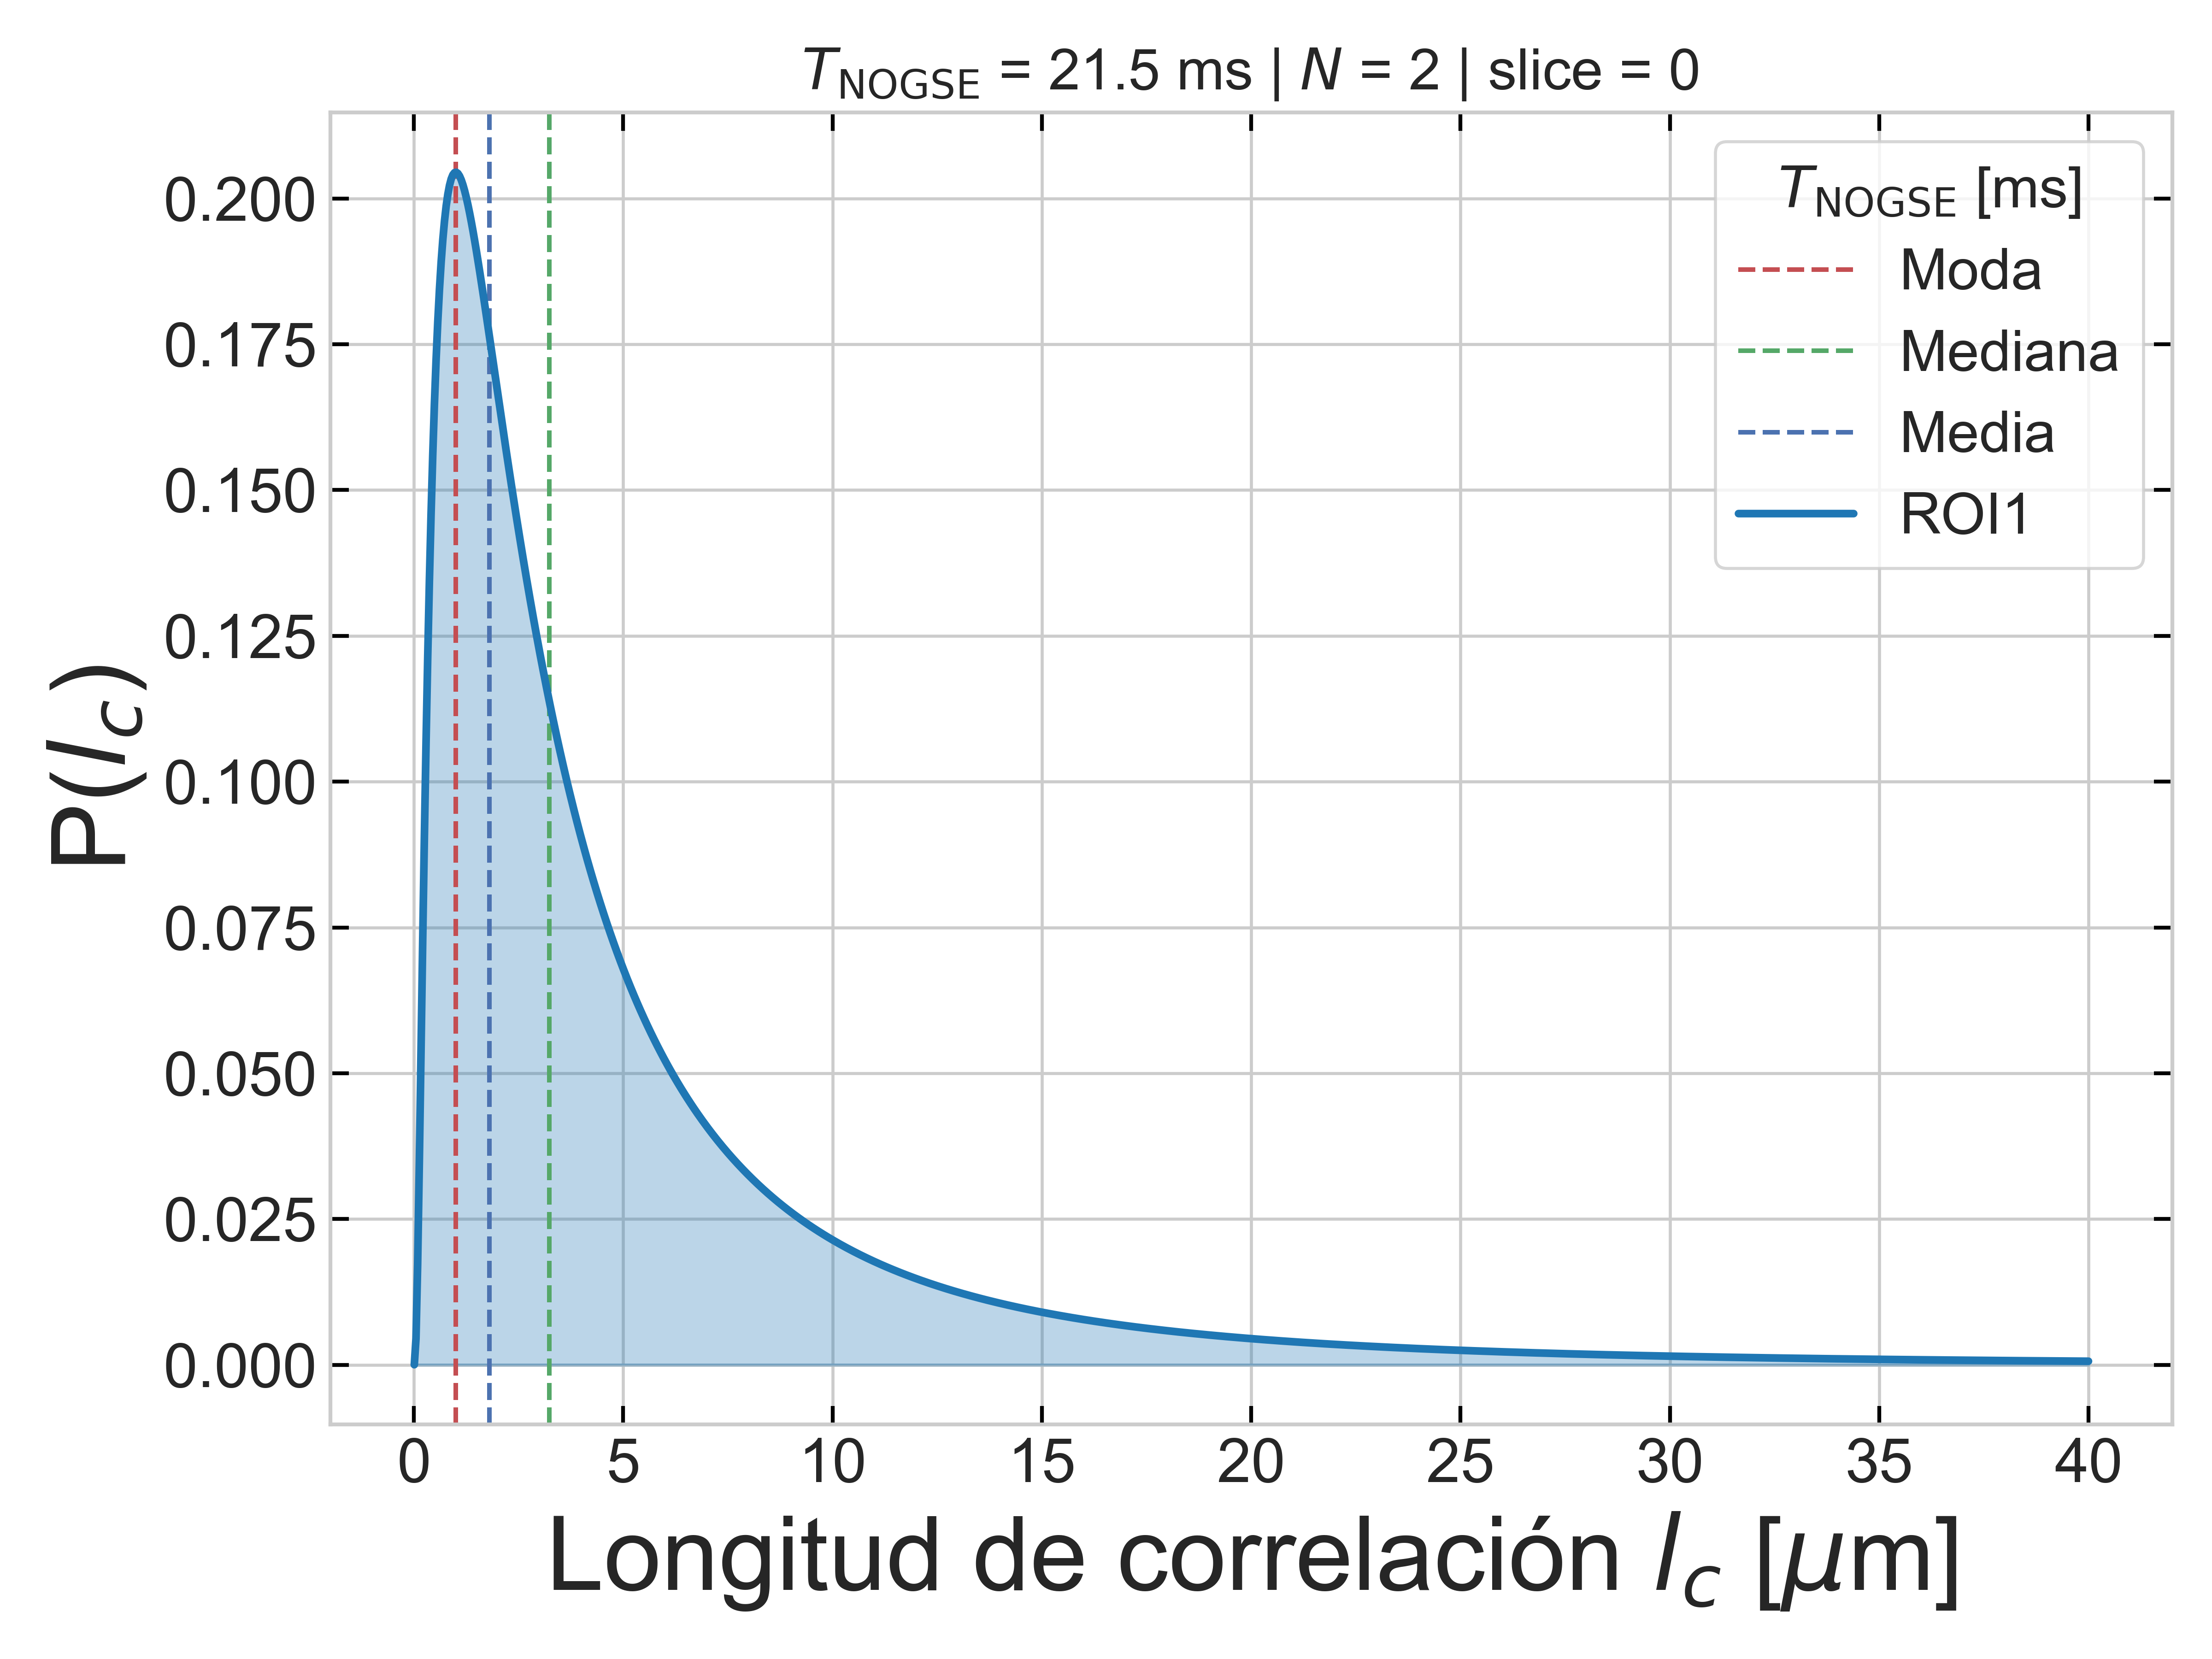 T_NOGSE = 21.5 ms | N = 2 | slice = 0
T_NOGSE [ms]
Moda
Mediana
Media
ROI1
P(l_c)
0.200
0.175
0.150
0.125
0.100
0.075
0.050
0.025
0.000
0 5 10 15 20 25 30 35 40
Longitud de correlación l_c [μm]